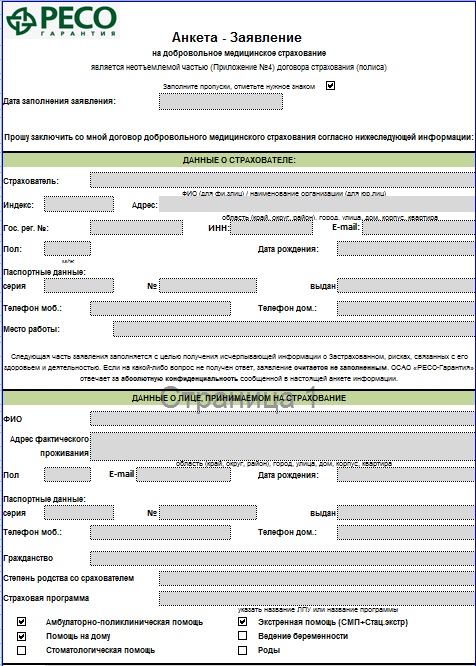 РЕСО
ГАРАНТИЯ
Анкета - Заявление
на добровольное медицинское страхование
является неотъемлемой частью (Приложение №4) договора страхования (полиса)
Заполните пропуски, отметьте нужное знаком
Дата заполнения заявления:
Прошу заключить со мной договор добровольного медицинского страхования согласно нижеследующей информации:
ДАННЫЕ О СТРАХОВАТЕЛЕ:
Страхователь:
ФИО (для физ.лиц) / наименование организации (для юр.лиц)
Индекс: Адрес:
область (край, округ, район), город, улица, дом, корпус, квартира
Гос. рег. №: ИНН: E-mail:
Пол: Дата рождения:
м/ж
Паспортные данные:
серия № выдан
Телефон моб.: Телефон дом.:
Место работы:
Следующая часть заявления заполняется с целью получения исчерпывающей информации о Застрахованном, рисках, связанных с его
здоровьем и деятельностью. Если на какой-либо вопрос не получен ответ, заявление считается не заполненным. ОСАО «РЕСО-Гарантия»
отвечает за абсолютную конфиденциальность сообщенной в настоящей анкете информации.
Страница 1
ДАННЫЕ О ЛИЦЕ, ПРИНИМАЕМОМ НА СТРАХОВАНИЕ
ФИО
Адрес фактического
проживания
область (край, округ, район), город, улица, дом, корпус, квартира
Пол E-mail Дата рождения:
Паспортные данные:
серия № выдан
Телефон моб.: Телефон дом.:
Гражданство
Степень родства со срахователем
Страховая программа
указать название ЛПУ или название программы
Амбулаторно-поликлиническая помощь Экстренная помощь (СМП+Стац.экстр)
Помощь на дому Ведение беременности
Стоматологическая помощь Роды